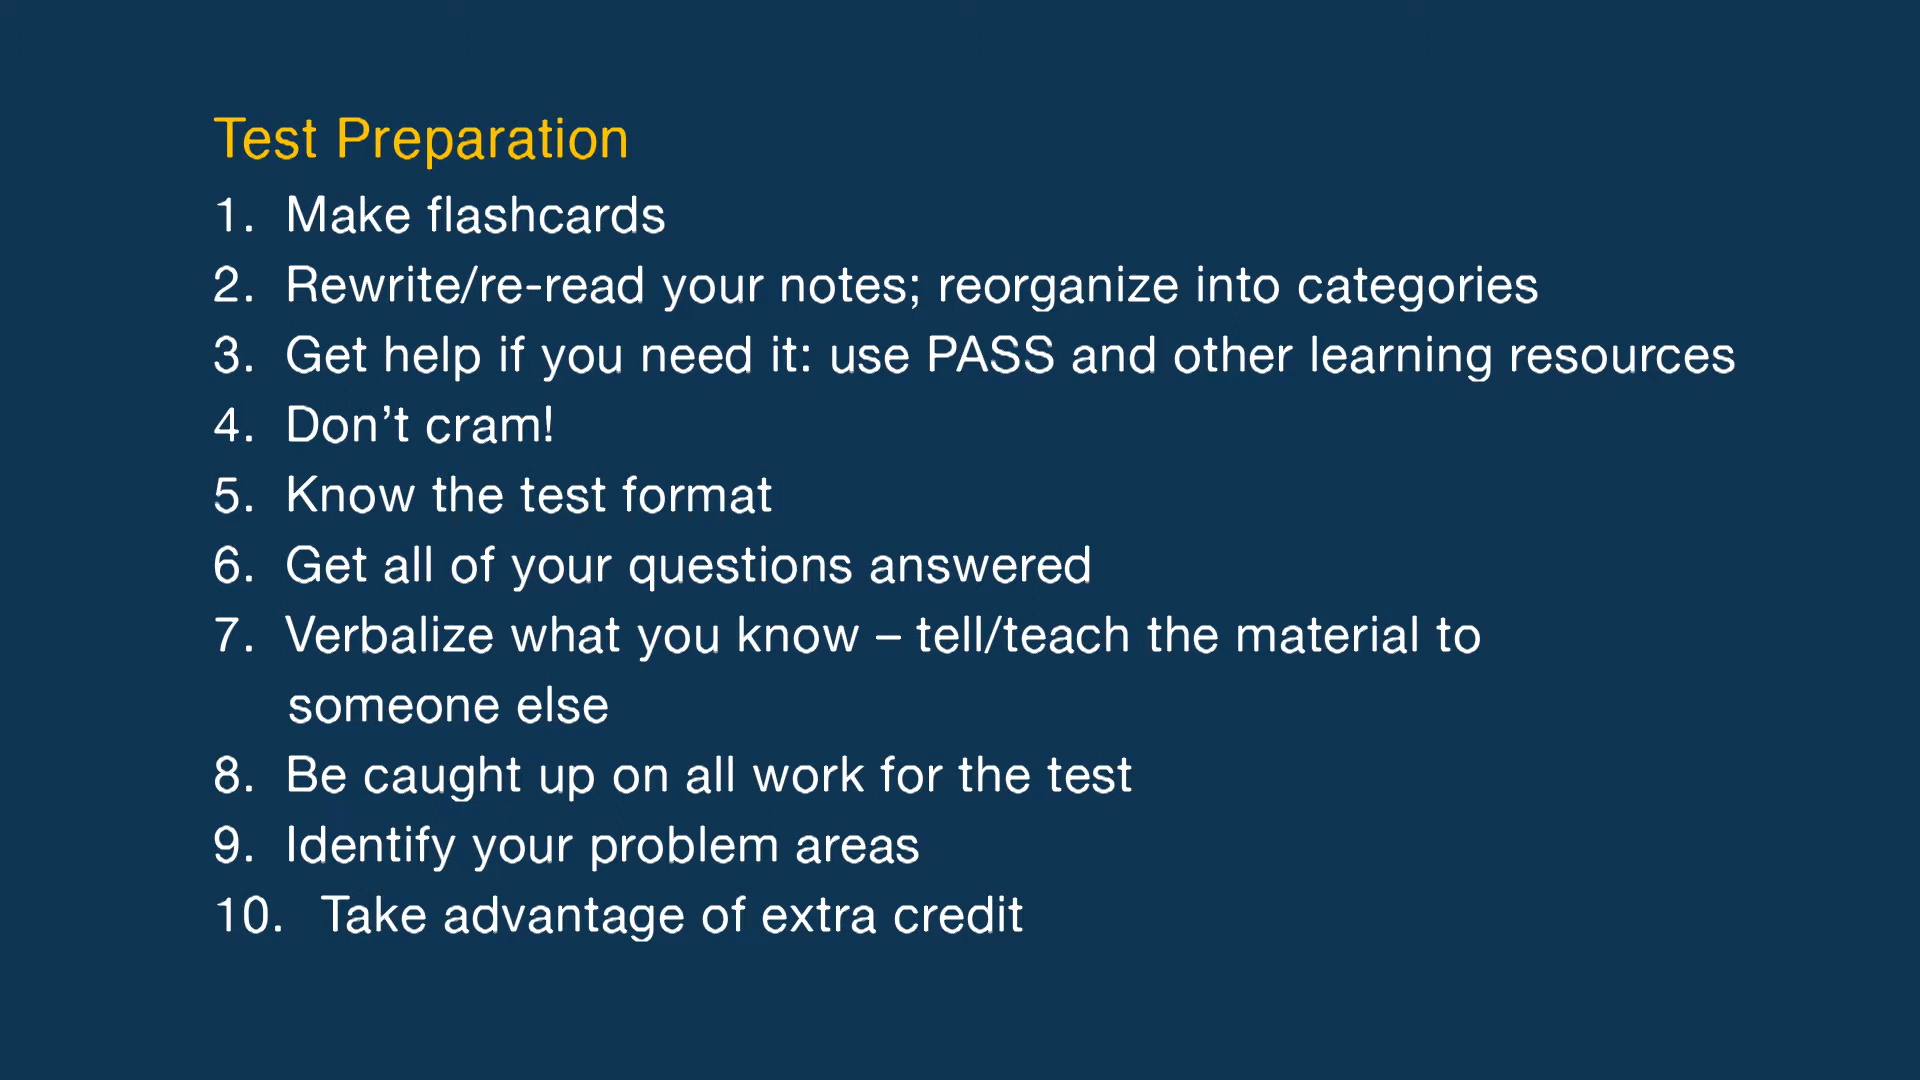 Test Preparation
1. Make flashcards
2. Rewrite/re-read your notes; reorganize into categories
3. Get help if you need it: use PASS and other learning resources
4. Don’t cram!
5. Know the test format
6. Get all of your questions answered
7. Verbalize what you know – tell/teach the material to
someone else
8. Be caught up on all work for the test
9. Identify your problem areas
10. Take advantage of extra credit